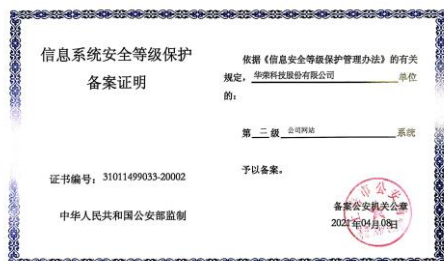 信息系统安全等级保护
备案证明
证书编号：31011499033-20002
中华人民共和国公安部监制
依据《信息安全等级保护管理办法》的有关
规定，华荣科技股份有限公司 单位
的：
第 二 级 公司网站 系统
予以备案。
备案公安机关公章
2021年04月08日